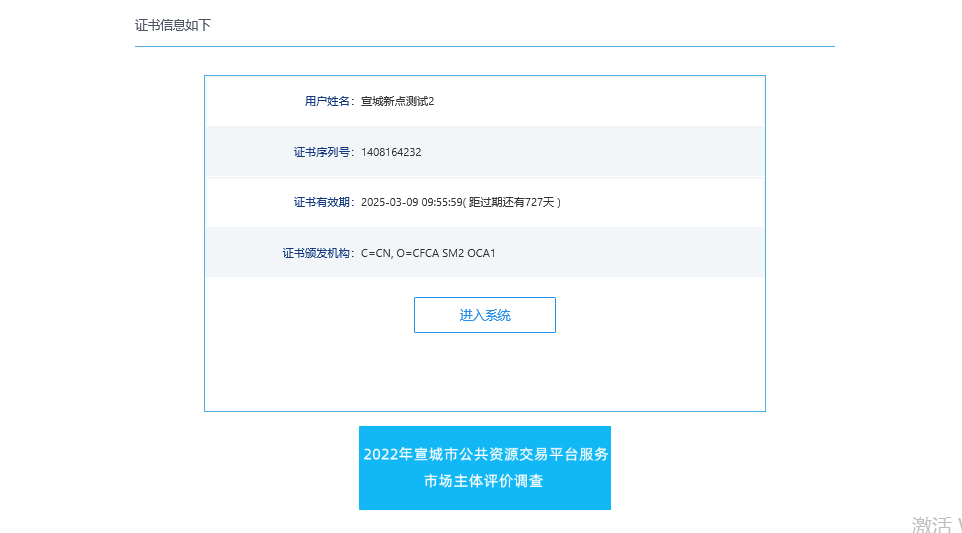 证书信息如下
用户姓名：宣城新点测试2
证书序列号：1408164232
证书有效期：2025-03-09 09:55:59( 距过期还有727天 )
证书颁发机构：C=CN, O=CFCA SM2 OCA1
进入系统
2022年宣城市公共资源交易平台服务
市场主体评价调查
激活